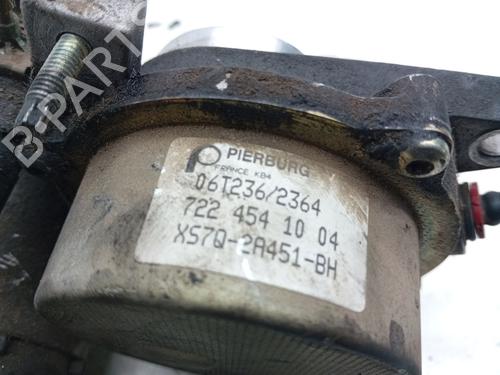 PIERBURG
FRANCE KB4
06T236/2364
722 454 10 04
XS7Q-2A451-BH
B-PARTS